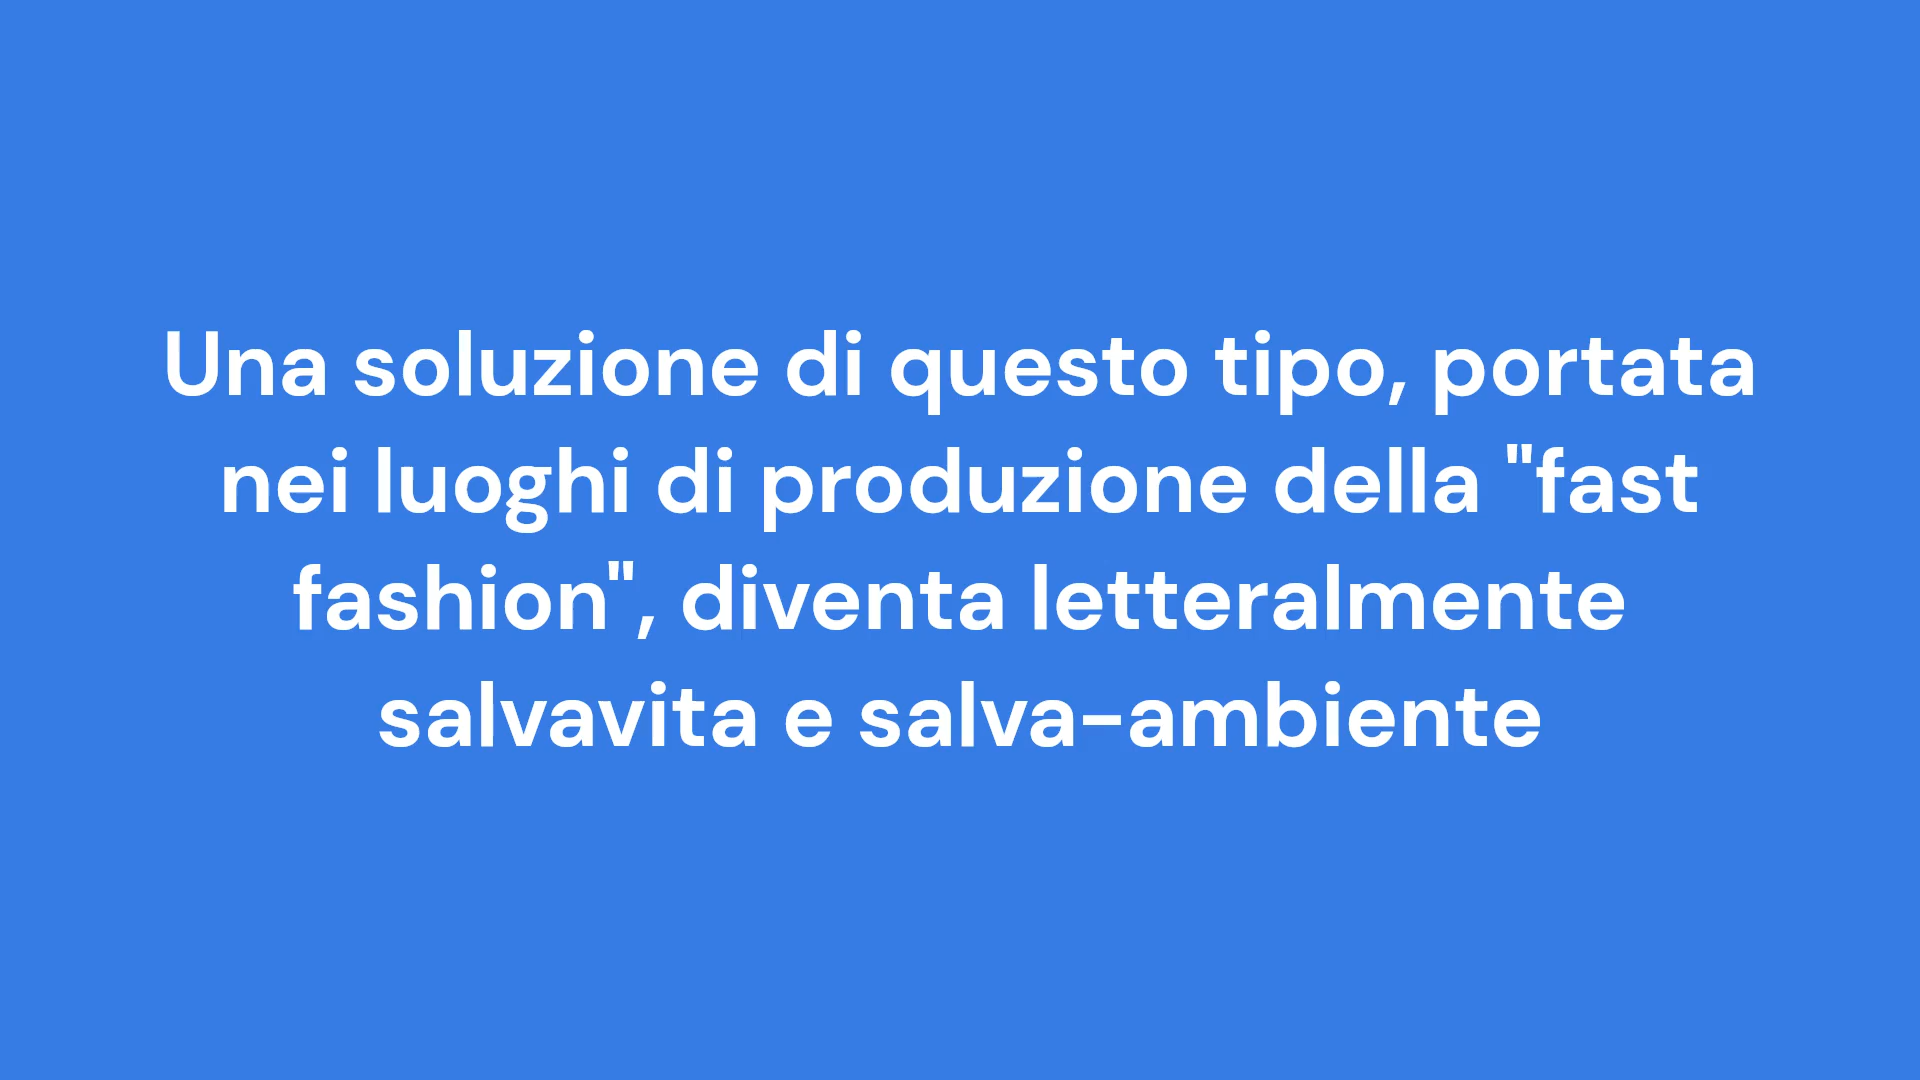 Una soluzione di questo tipo, portata
nei luoghi di produzione della "fast
fashion", diventa letteralmente
salvavita e salva-ambiente